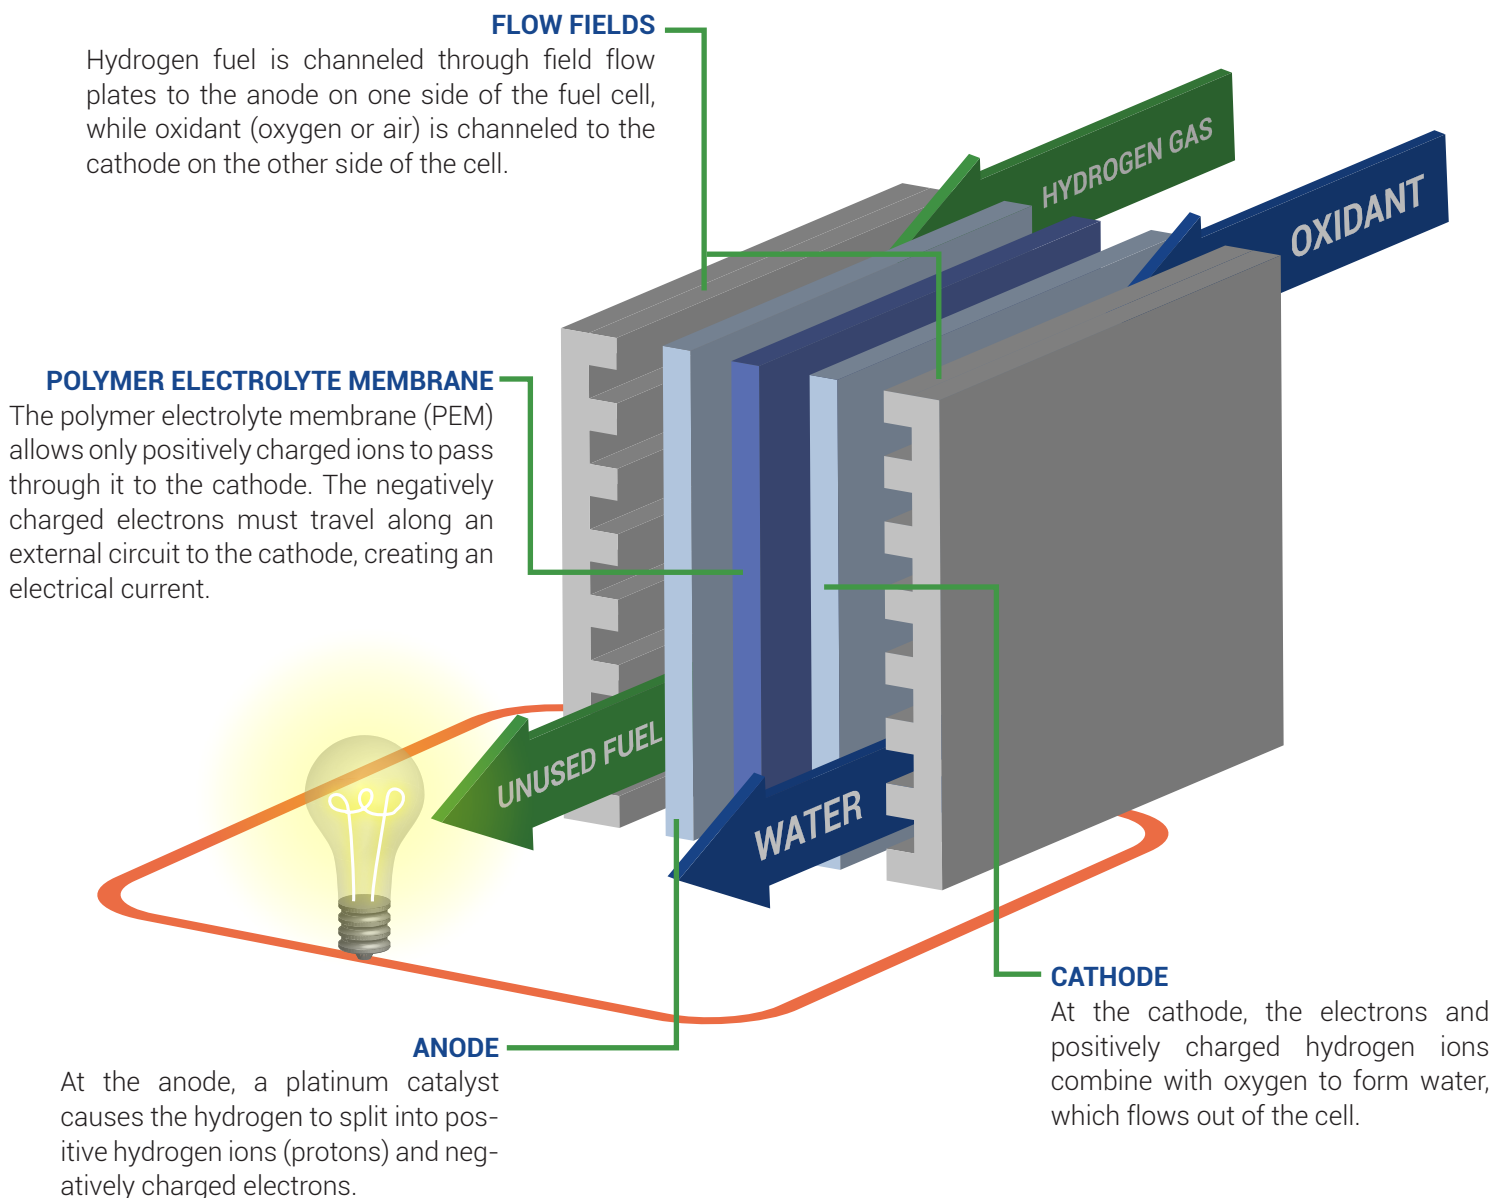 FLOW FIELDS
Hydrogen fuel is channeled through field flow
plates to the anode on one side of the fuel cell,
while oxidant (oxygen or air) is channeled to the
cathode on the other side of the cell.
HYDROGEN GAS
OXIDANT
POLYMER ELECTROLYTE MEMBRANE
The polymer electrolyte membrane (PEM)
allows only positively charged ions to pass
through it to the cathode. The negatively
charged electrons must travel along an
external circuit to the cathode, creating an
electrical current.
UNUSED FUEL
WATER
CATHODE
At the cathode, the electrons and
positively charged hydrogen ions
combine with oxygen to form water,
which flows out of the cell.
ANODE
At the anode, a platinum catalyst
causes the hydrogen to split into pos-
itive hydrogen ions (protons) and neg-
atively charged electrons.